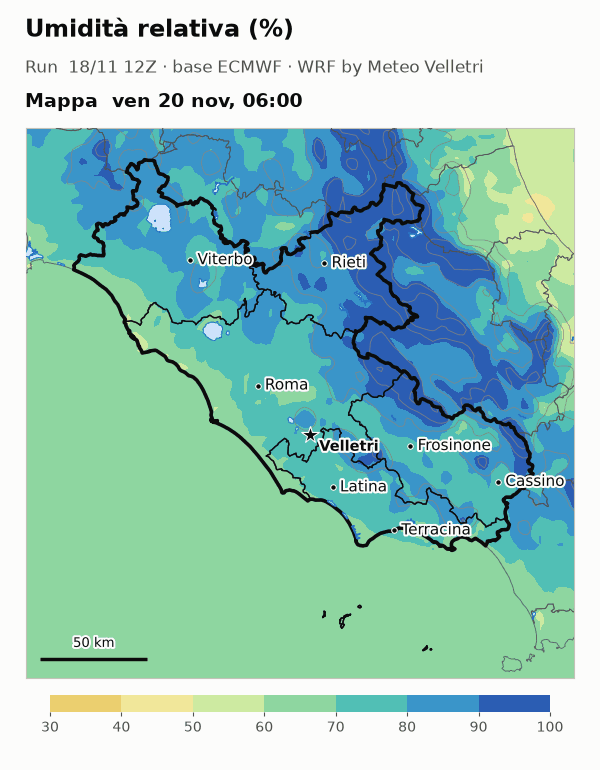 Umidità relativa (%)
Run  18/11 12Z · base ECMWF · WRF by Meteo Velletri
Mappa  ven 20 nov, 06:00
Viterbo
Rieti
Roma
Velletri
Frosinone
Cassino
Latina
Terracina
50 km
30 40 50 60 70 80 90 100